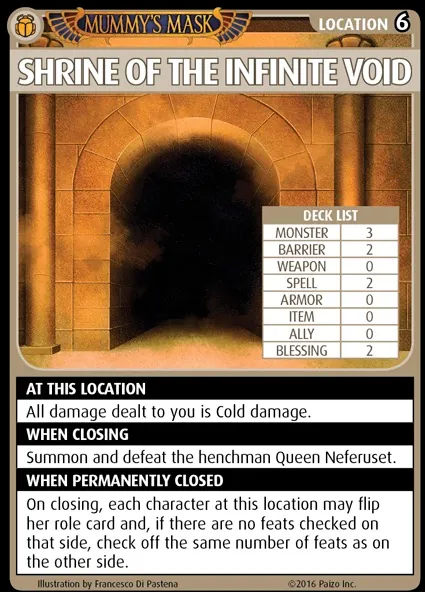 MUMMY'S MASK
LOCATION 6
SHRINE OF THE INFINITE VOID
DECK LIST
MONSTER 3
BARRIER 2
WEAPON 0
SPELL 2
ARMOR 0
ITEM 0
ALLY 0
BLESSING 2
AT THIS LOCATION
All damage dealt to you is Cold damage.
WHEN CLOSING
Summon and defeat the henchman Queen Neferuset.
WHEN PERMANENTLY CLOSED
On closing, each character at this location may flip
her role card and, if there are no feats checked on
that side, check off the same number of feats as on
the other side.
Illustration by Francesco Di Pastena ©2016 Paizo Inc.